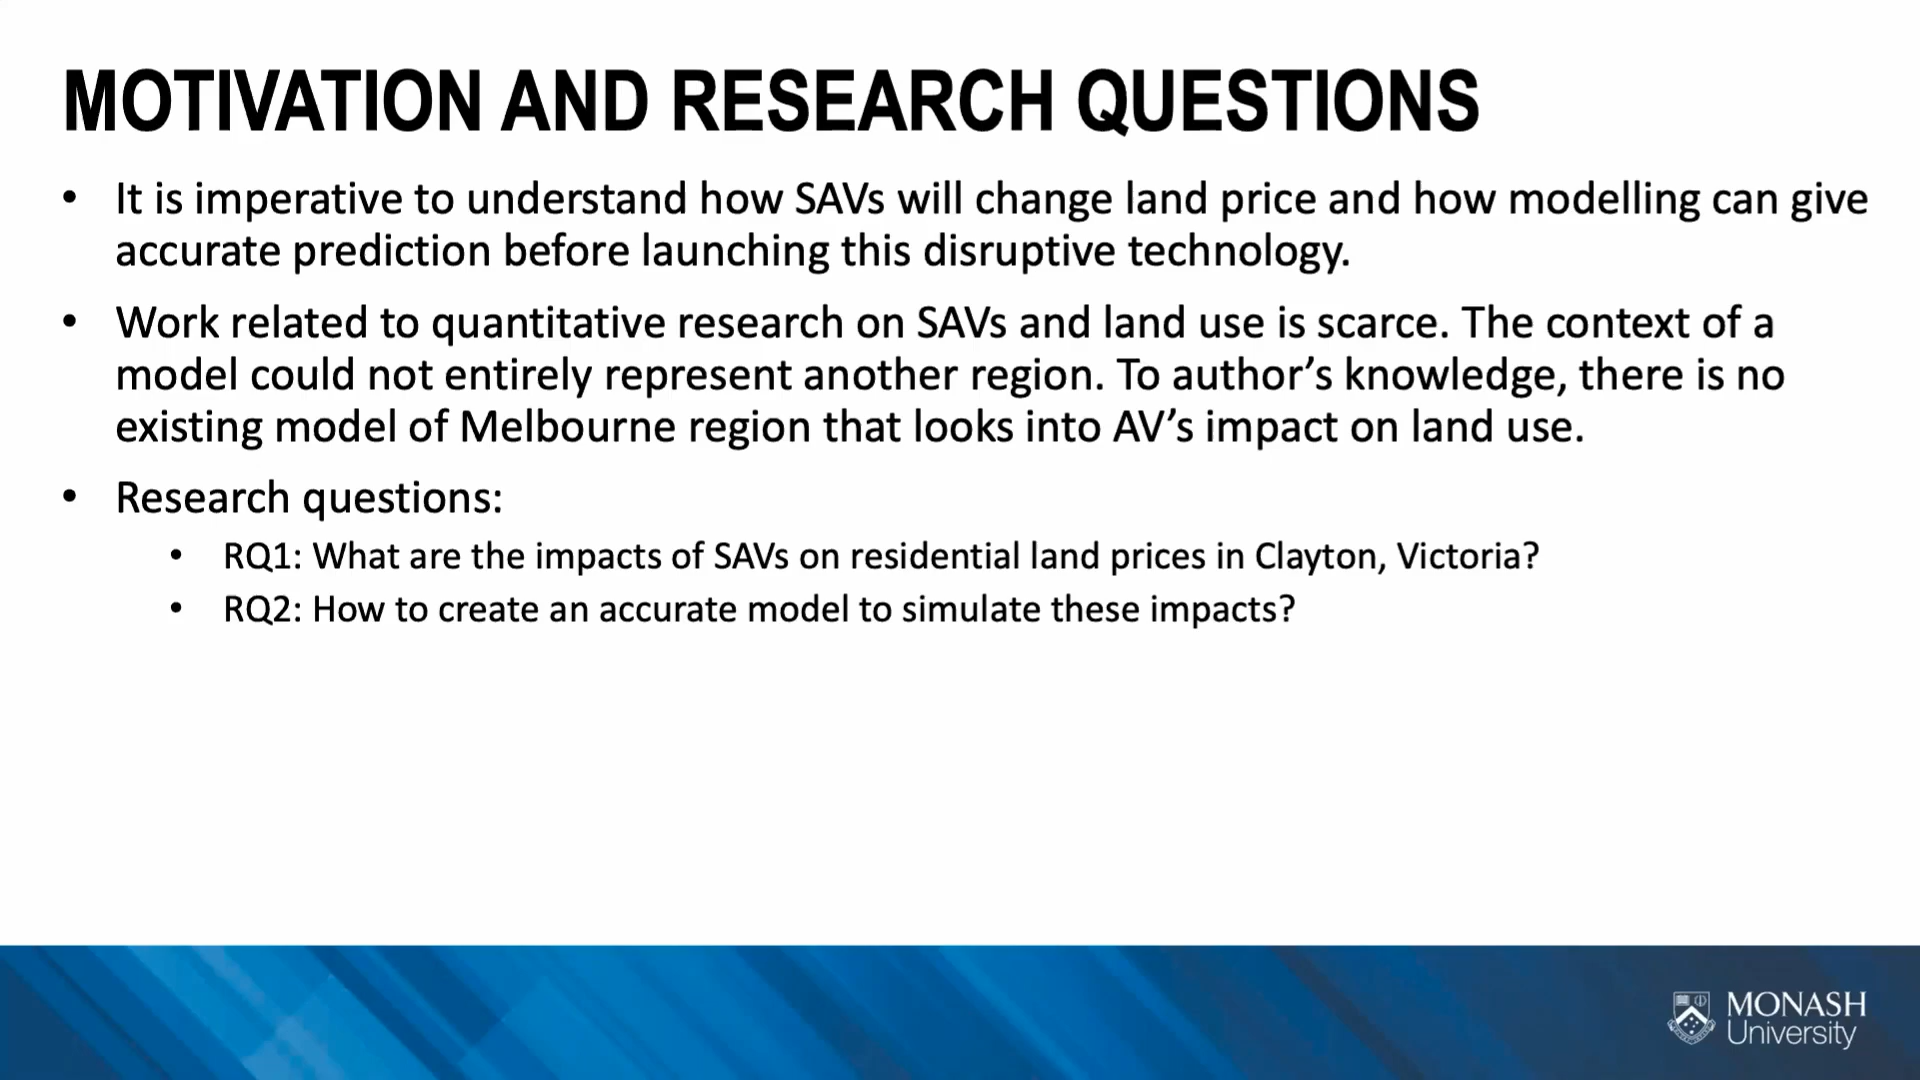 MOTIVATION AND RESEARCH QUESTIONS
• It is imperative to understand how SAVs will change land price and how modelling can give
accurate prediction before launching this disruptive technology.
• Work related to quantitative research on SAVs and land use is scarce. The context of a
model could not entirely represent another region. To author’s knowledge, there is no
existing model of Melbourne region that looks into AV’s impact on land use.
• Research questions:
• RQ1: What are the impacts of SAVs on residential land prices in Clayton, Victoria?
• RQ2: How to create an accurate model to simulate these impacts?
MONASH
University